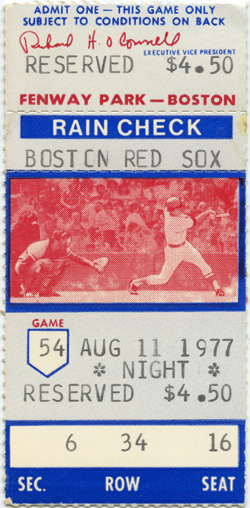 ADMIT ONE — THIS GAME ONLY
SUBJECT TO CONDITIONS ON BACK
Richard H. O'Connell
EXECUTIVE VICE PRESIDENT
RESERVED $4.50
FENWAY PARK — BOSTON
RAIN CHECK
BOSTON RED SOX
GAME
54 AUG 11 1977
* NIGHT *
RESERVED $4.50
6 34 16
SEC. ROW SEAT